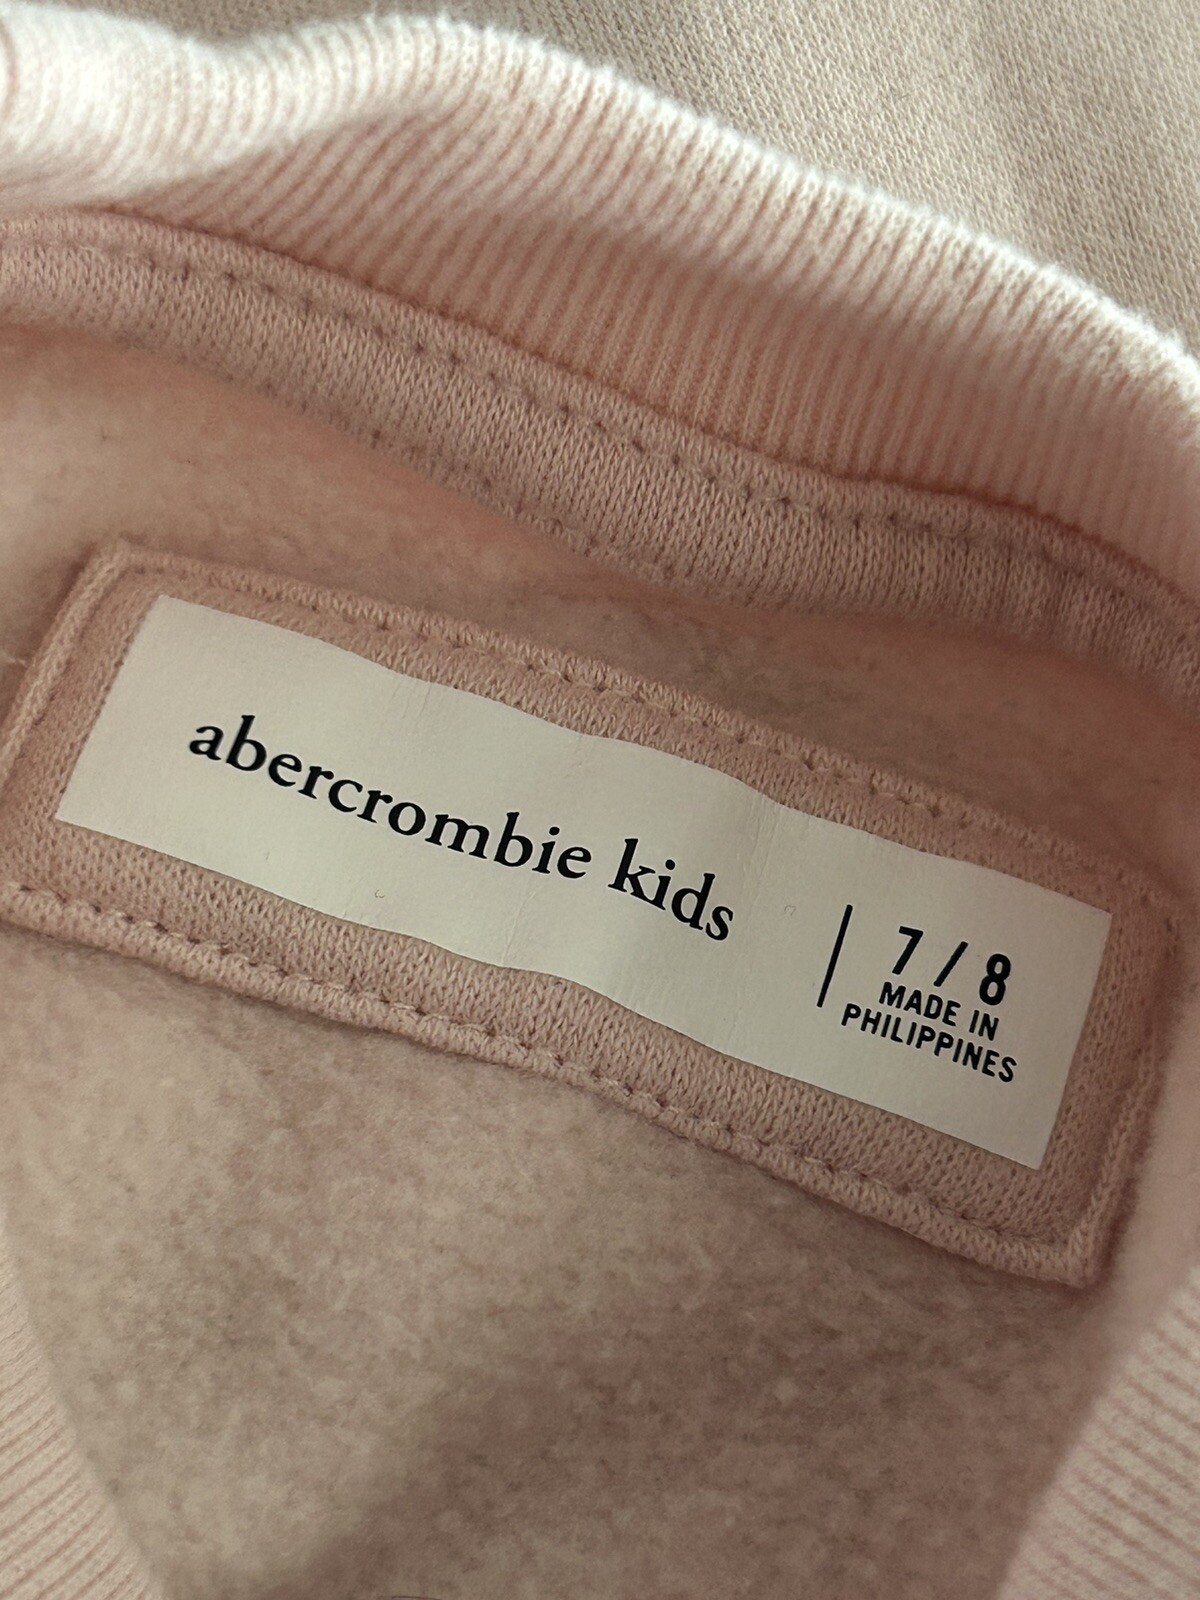 abercrombie kids
7 / 8
MADE IN
PHILIPPINES